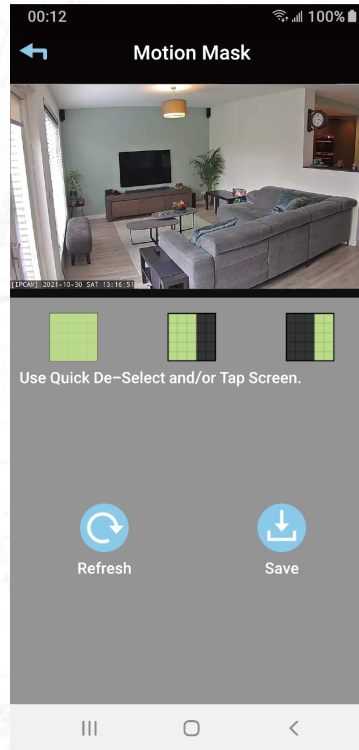 00:12 100%
Motion Mask
[IPCAM] 2021-10-30 SAT 13:16:51
Use Quick De-Select and/or Tap Screen.
Refresh Save